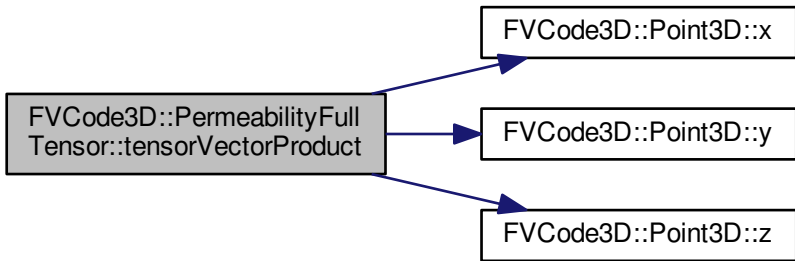 FVCode3D::PermeabilityFull
Tensor::tensorVectorProduct
FVCode3D::Point3D::x
FVCode3D::Point3D::y
FVCode3D::Point3D::z